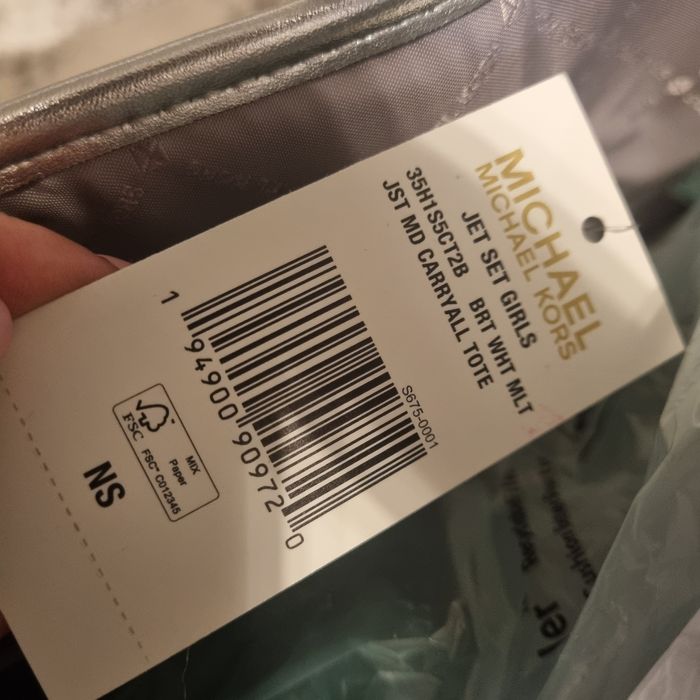 MICHAEL
MICHAEL KORS
JET SET GIRLS
35H1S5CT2B BRT WHT MLT
JST MD CARRYALL TOTE
S675-0001
1 94900 90972 0
FSC
MIX
Paper
FSC® C012345
NS